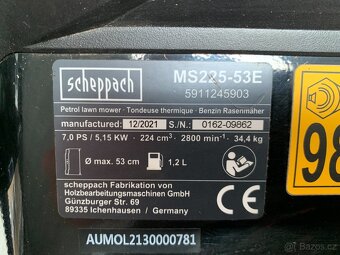 scheppach
MS225-53E
5911245903
Petrol lawn mower · Tondeuse thermique · Benzin Rasenmäher
manufactured: 12/2021 S./N.: 0162-09862
7,0 PS / 5,15 KW · 224 cm³ · 2800 min⁻¹ · 34,4 kg
Ø max. 53 cm 1,2 L
scheppach Fabrikation von
Holzbearbeitungsmaschinen GmbH
Günzburger Str. 69
89335 Ichenhausen / Germany
CE
AUMOL2130000781
98
Bazoš.cz